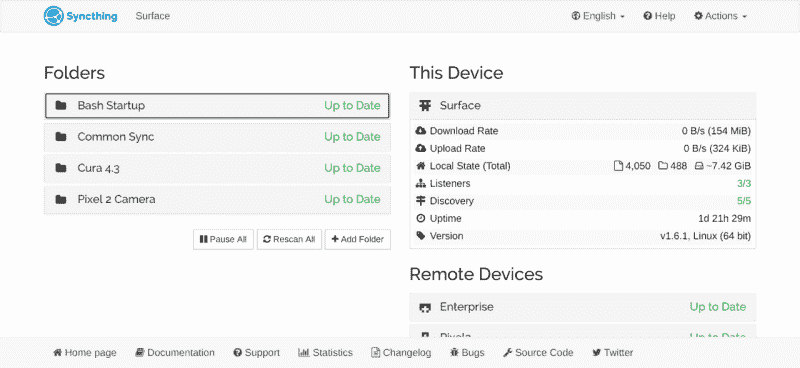 Syncthing Surface English Help Actions
Folders
Bash Startup Up to Date
Common Sync Up to Date
Cura 4.3 Up to Date
Pixel 2 Camera Up to Date
Pause All Rescan All Add Folder
This Device
Surface
Download Rate 0 B/s (154 MiB)
Upload Rate 0 B/s (324 KiB)
Local State (Total) 4,050 488 ~7.42 GiB
Listeners 3/3
Discovery 5/5
Uptime 1d 21h 29m
Version v1.6.1, Linux (64 bit)
Remote Devices
Enterprise Up to Date
Up to Date
Home page Documentation Support Statistics Changelog Bugs Source Code Twitter